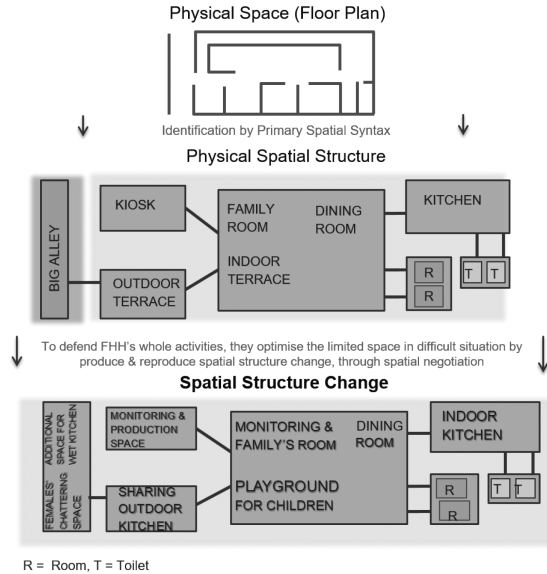 Physical Space (Floor Plan)
Identification by Primary Spatial Syntax
Physical Spatial Structure
BIG ALLEY
KIOSK
OUTDOOR
TERRACE
FAMILY
ROOM
DINING
ROOM
INDOOR
TERRACE
KITCHEN
R
R
T T
To defend FHH's whole activities, they optimise the limited space in difficult situation by
produce & reproduce spatial structure change, through spatial negotiation
Spatial Structure Change
FEMALES'
CHATTERING
SPACE
ADDITIONAL
SPACE FOR
WET KITCHEN
MONITORING &
PRODUCTION
SPACE
SHARING
OUTDOOR
KITCHEN
MONITORING &
FAMILY'S ROOM
DINING
ROOM
PLAYGROUND
FOR CHILDREN
INDOOR
KITCHEN
R
R
T T
R = Room, T = Toilet